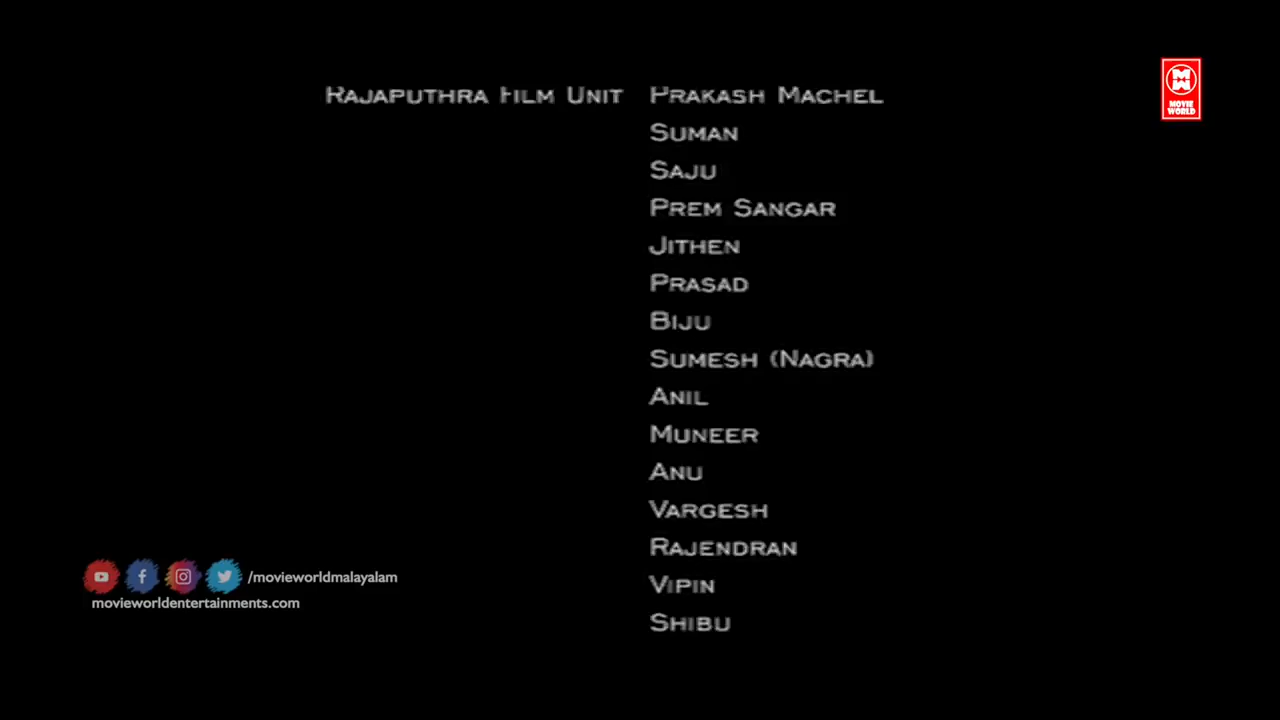 Rajaputhra Film Unit Prakash Machel
Suman
Saju
Prem Sangar
Jithen
Prasad
Biju
Sumesh (Nagra)
Anil
Muneer
Anu
Vargesh
Rajendran
Vipin
Shibu
MOVIE
WORLD
/movieworldmalayalam
movieworldentertainments.com